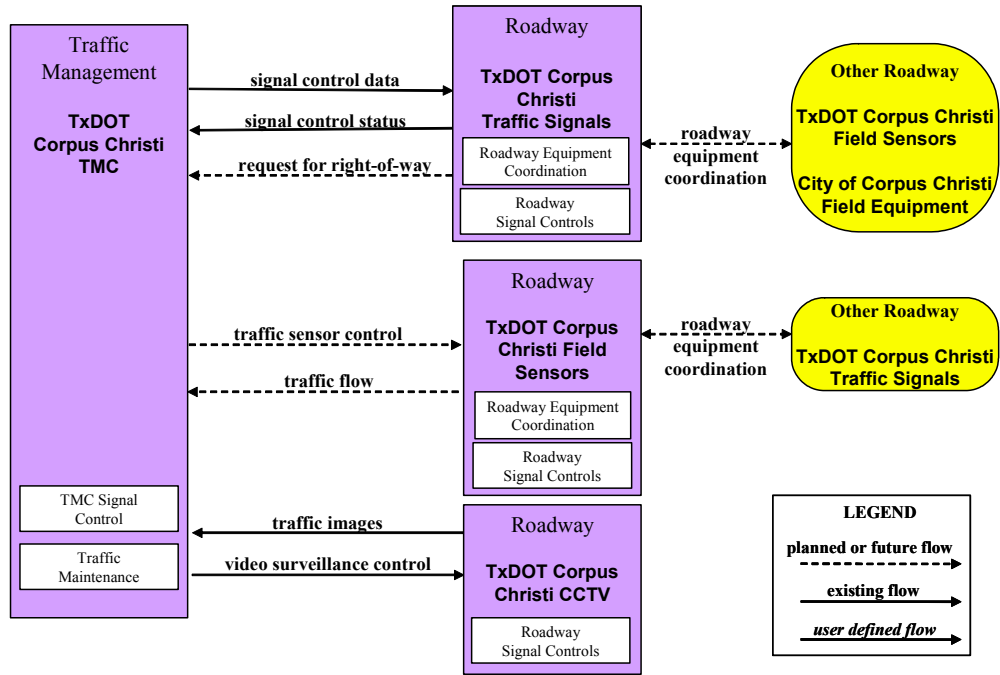 Traffic
Management
TxDOT
Corpus Christi
TMC
TMC Signal
Control
Traffic
Maintenance
signal control data
signal control status
request for right-of-way
traffic sensor control
traffic flow
traffic images
video surveillance control
Roadway
TxDOT Corpus
Christi
Traffic Signals
Roadway Equipment
Coordination
Roadway
Signal Controls
Roadway
TxDOT Corpus
Christi Field
Sensors
Roadway Equipment
Coordination
Roadway
Signal Controls
Roadway
TxDOT Corpus
Christi CCTV
Roadway
Signal Controls
roadway
equipment
coordination
roadway
equipment
coordination
Other Roadway
TxDOT Corpus Christi
Field Sensors
City of Corpus Christi
Field Equipment
Other Roadway
TxDOT Corpus Christi
Traffic Signals
LEGEND
planned or future flow
existing flow
user defined flow